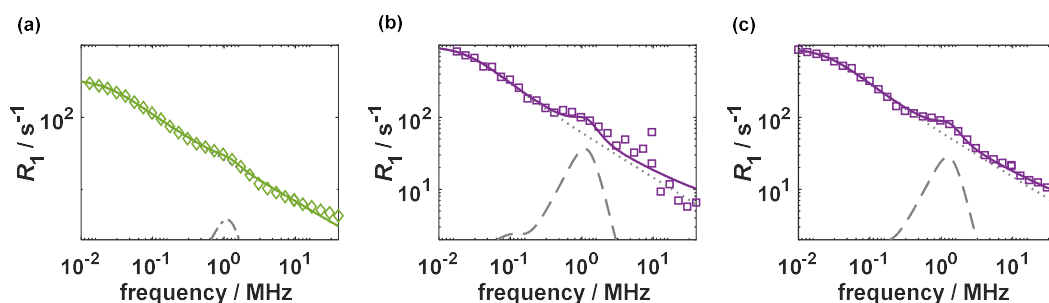 (a)
R1 / s-1
10^2
10^-2 10^-1 10^0 10^1
frequency / MHz
(b)
R1 / s-1
10^2
10^1
10^-2 10^-1 10^0 10^1
frequency / MHz
(c)
R1 / s-1
10^2
10^1
10^-2 10^-1 10^0 10^1
frequency / MHz